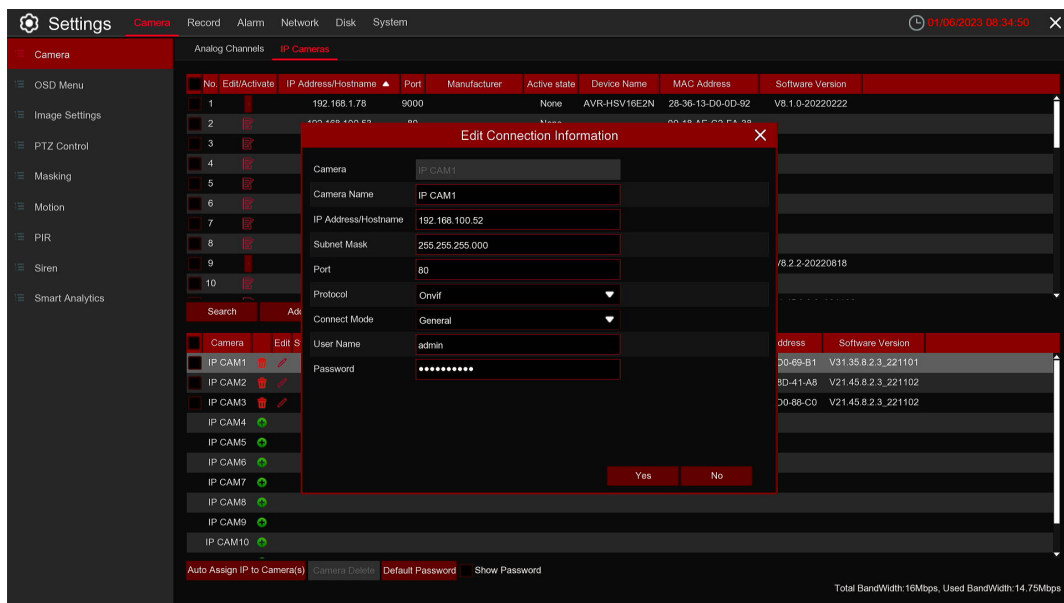 Settings Camera Record Alarm Network Disk System 01/06/2023 08:34:50
Camera
OSD Menu
Image Settings
PTZ Control
Masking
Motion
PIR
Siren
Smart Analytics
Analog Channels IP Cameras
No. Edit/Activate IP Address/Hostname Port Manufacturer Active state Device Name MAC Address Software Version
1 192.168.1.78 9000 None AVR-HSV16E2N 28-36-13-D0-0D-92 V8.1.0-20220222
2
3
4
5
6
7
8
9 V8.2.2-20220818
10
Search Add
Edit Connection Information
Camera IP CAM1
Camera Name IP CAM1
IP Address/Hostname 192.168.100.52
Subnet Mask 255.255.255.000
Port 80
Protocol Onvif
Connect Mode General
User Name admin
Password ••••••••••
Yes No
Camera Edit S ddress Software Version
IP CAM1 D0-69-B1 V31.35.8.2.3_221101
IP CAM2 8D-41-A8 V21.45.8.2.3_221102
IP CAM3 D0-88-C0 V21.45.8.2.3_221102
IP CAM4
IP CAM5
IP CAM6
IP CAM7
IP CAM8
IP CAM9
IP CAM10
Auto Assign IP to Camera(s) Camera Delete Default Password Show Password
Total BandWidth:16Mbps, Used BandWidth:14.75Mbps